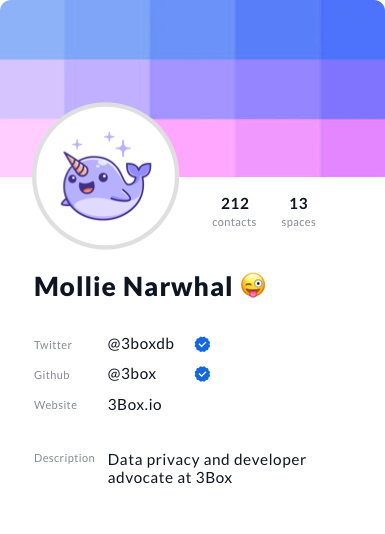 212 13
contacts spaces
Mollie Narwhal 😜
Twitter @3boxdb
Github @3box
Website 3Box.io
Description Data privacy and developer
advocate at 3Box